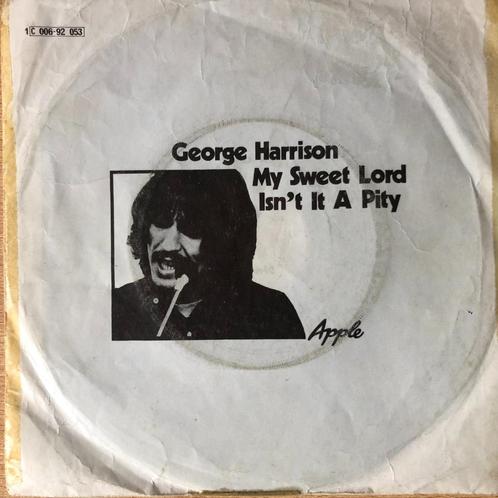 1C 006-92 053
George Harrison
My Sweet Lord
Isn't It A Pity
Apple